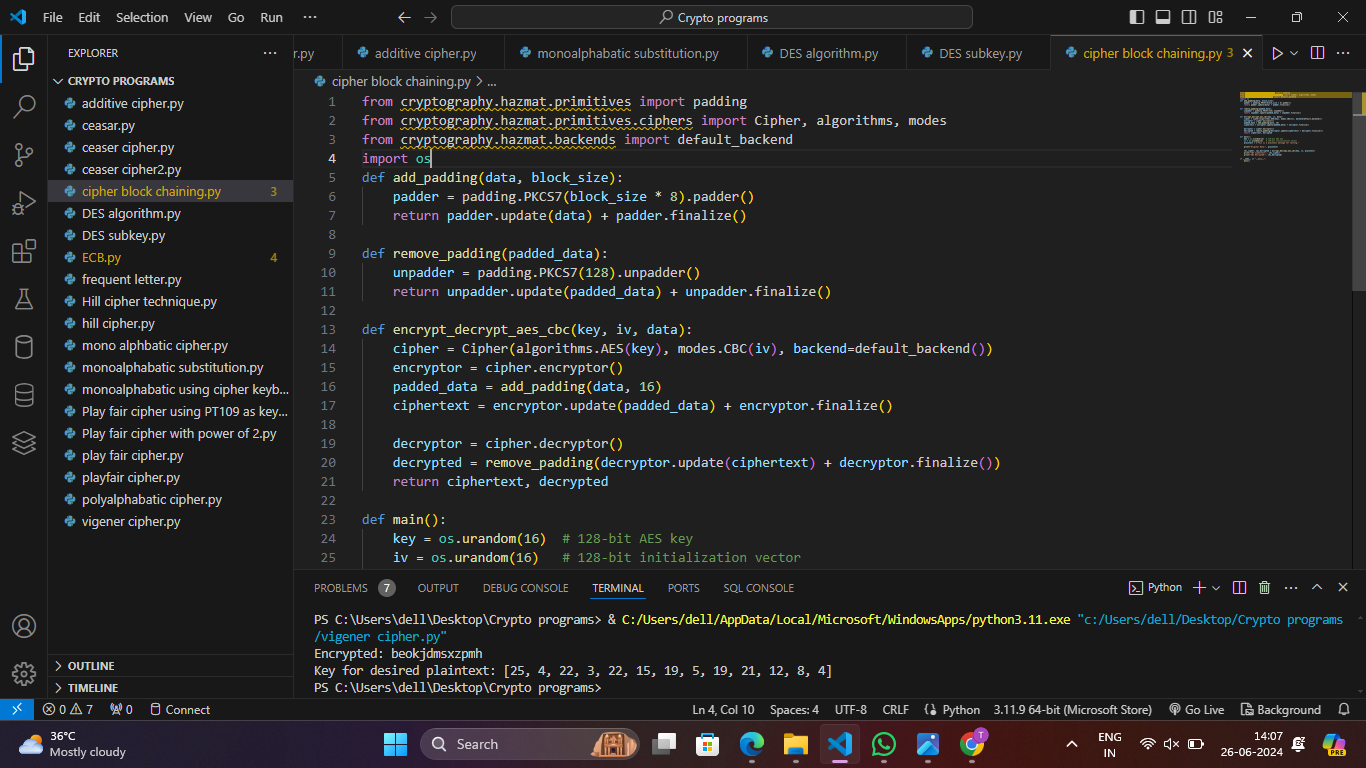 File Edit Selection View Go Run ··· Crypto programs
EXPLORER ···
CRYPTO PROGRAMS
additive cipher.py
ceasar.py
ceaser cipher.py
ceaser cipher2.py
cipher block chaining.py 3
DES algorithm.py
DES subkey.py
ECB.py 4
frequent letter.py
Hill cipher technique.py
hill cipher.py
mono alphbatic cipher.py
monoalphabatic substitution.py
monoalphabatic using cipher keyb...
Play fair cipher using PT109 as key...
Play fair cipher with power of 2.py
play fair cipher.py
playfair cipher.py
polyalphabatic cipher.py
vigener cipher.py
OUTLINE
TIMELINE
r.py additive cipher.py monoalphabatic substitution.py DES algorithm.py DES subkey.py cipher block chaining.py 3
cipher block chaining.py > ...
1 from cryptography.hazmat.primitives import padding
2 from cryptography.hazmat.primitives.ciphers import Cipher, algorithms, modes
3 from cryptography.hazmat.backends import default_backend
4 import os
5 def add_padding(data, block_size):
6     padder = padding.PKCS7(block_size * 8).padder()
7     return padder.update(data) + padder.finalize()
8
9 def remove_padding(padded_data):
10     unpadder = padding.PKCS7(128).unpadder()
11     return unpadder.update(padded_data) + unpadder.finalize()
12
13 def encrypt_decrypt_aes_cbc(key, iv, data):
14     cipher = Cipher(algorithms.AES(key), modes.CBC(iv), backend=default_backend())
15     encryptor = cipher.encryptor()
16     padded_data = add_padding(data, 16)
17     ciphertext = encryptor.update(padded_data) + encryptor.finalize()
18
19     decryptor = cipher.decryptor()
20     decrypted = remove_padding(decryptor.update(ciphertext) + decryptor.finalize())
21     return ciphertext, decrypted
22
23 def main():
24     key = os.urandom(16)  # 128-bit AES key
25     iv = os.urandom(16)   # 128-bit initialization vector
PROBLEMS 7 OUTPUT DEBUG CONSOLE TERMINAL PORTS SQL CONSOLE Python
PS C:\Users\dell\Desktop\Crypto programs> & C:/Users/dell/AppData/Local/Microsoft/WindowsApps/python3.11.exe "c:/Users/dell/Desktop/Crypto programs
/vigener cipher.py"
Encrypted: beokjdmsxzpmh
Key for desired plaintext: [25, 4, 22, 3, 22, 15, 19, 5, 19, 21, 12, 8, 4]
PS C:\Users\dell\Desktop\Crypto programs>
0 7 0 Connect Ln 4, Col 10 Spaces: 4 UTF-8 CRLF Python 3.11.9 64-bit (Microsoft Store) Go Live Background
36°C
Mostly cloudy
Search
ENG
IN
14:07
26-06-2024
T
PRE